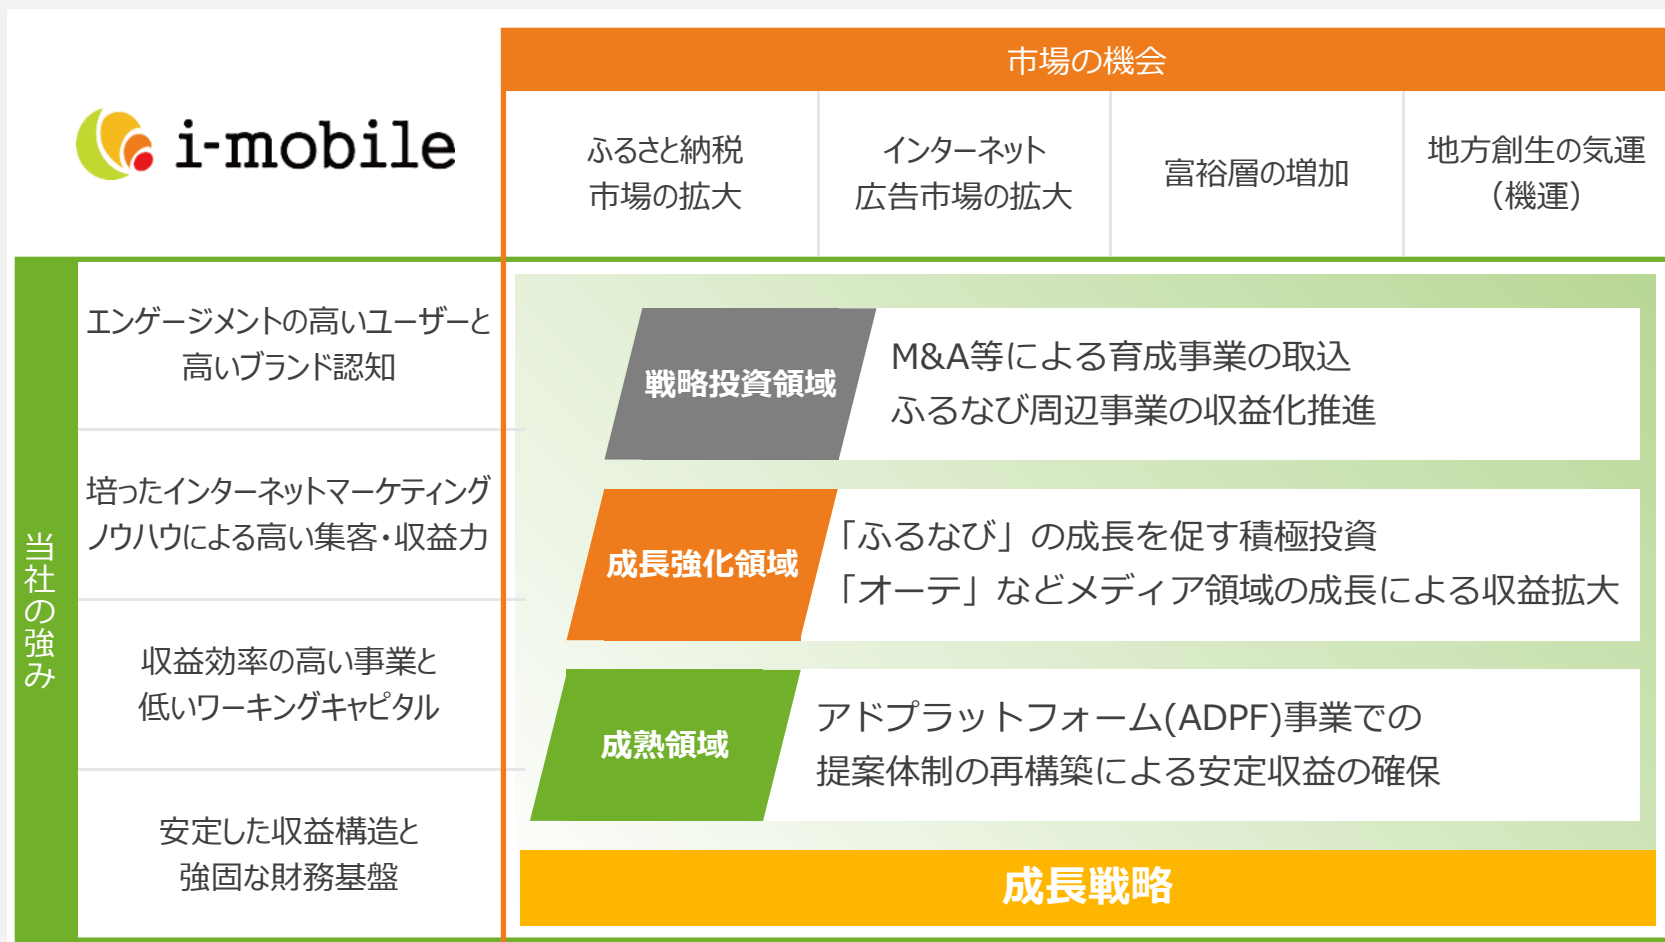 i-mobile
市場の機会
ふるさと納税
市場の拡大
インターネット
広告市場の拡大
富裕層の増加
地方創生の気運
（機運）
当社の強み
エンゲージメントの高いユーザーと
高いブランド認知
培ったインターネットマーケティング
ノウハウによる高い集客・収益力
収益効率の高い事業と
低いワーキングキャピタル
安定した収益構造と
強固な財務基盤
戦略投資領域
M&A等による育成事業の取込
ふるなび周辺事業の収益化推進
成長強化領域
「ふるなび」の成長を促す積極投資
「オーテ」などメディア領域の成長による収益拡大
成熟領域
アドプラットフォーム(ADPF)事業での
提案体制の再構築による安定収益の確保
成長戦略